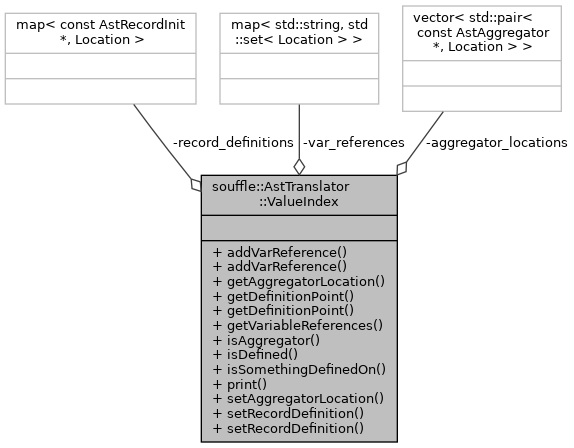 map< const AstRecordInit
*, Location >
map< std::string, std
::set< Location > >
vector< std::pair<
const AstAggregator
*, Location > >
-record_definitions
-var_references
-aggregator_locations
souffle::AstTranslator
::ValueIndex
+ addVarReference()
+ addVarReference()
+ getAggregatorLocation()
+ getDefinitionPoint()
+ getDefinitionPoint()
+ getVariableReferences()
+ isAggregator()
+ isDefined()
+ isSomethingDefinedOn()
+ print()
+ setAggregatorLocation()
+ setRecordDefinition()
+ setRecordDefinition()